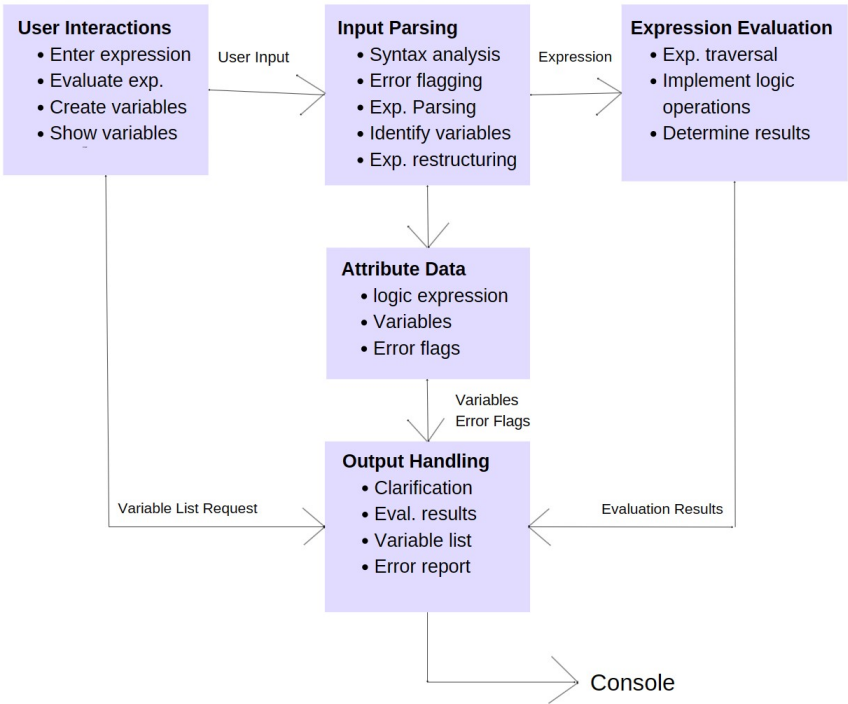 User Interactions
• Enter expression
• Evaluate exp.
• Create variables
• Show variables
User Input
Input Parsing
• Syntax analysis
• Error flagging
• Exp. Parsing
• Identify variables
• Exp. restructuring
Expression
Expression Evaluation
• Exp. traversal
• Implement logic
operations
• Determine results
Attribute Data
• logic expression
• Variables
• Error flags
Variables
Error Flags
Output Handling
• Clarification
• Eval. results
• Variable list
• Error report
Variable List Request
Evaluation Results
Console